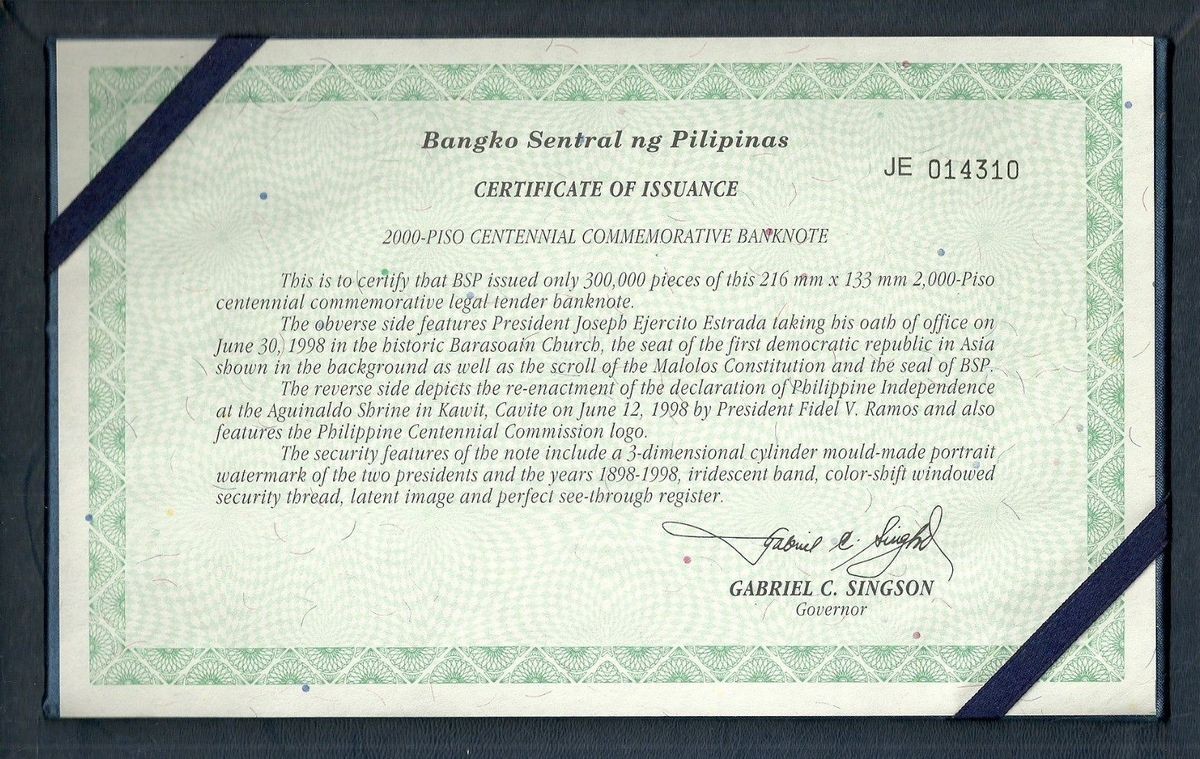 Bangko Sentral ng Pilipinas
JE 014310
CERTIFICATE OF ISSUANCE
2000-PISO CENTENNIAL COMMEMORATIVE BANKNOTE
This is to certify that BSP issued only 300,000 pieces of this 216 mm x 133 mm 2,000-Piso
centennial commemorative legal tender banknote.
The obverse side features President Joseph Ejercito Estrada taking his oath of office on
June 30, 1998 in the historic Barasoain Church, the seat of the first democratic republic in Asia
shown in the background as well as the scroll of the Malolos Constitution and the seal of BSP.
The reverse side depicts the re-enactment of the declaration of Philippine Independence
at the Aguinaldo Shrine in Kawit, Cavite on June 12, 1998 by President Fidel V. Ramos and also
features the Philippine Centennial Commission logo.
The security features of the note include a 3-dimensional cylinder mould-made portrait
watermark of the two presidents and the years 1898-1998, iridescent band, color-shift windowed
security thread, latent image and perfect see-through register.
Gabriel C. Singson
GABRIEL C. SINGSON
Governor